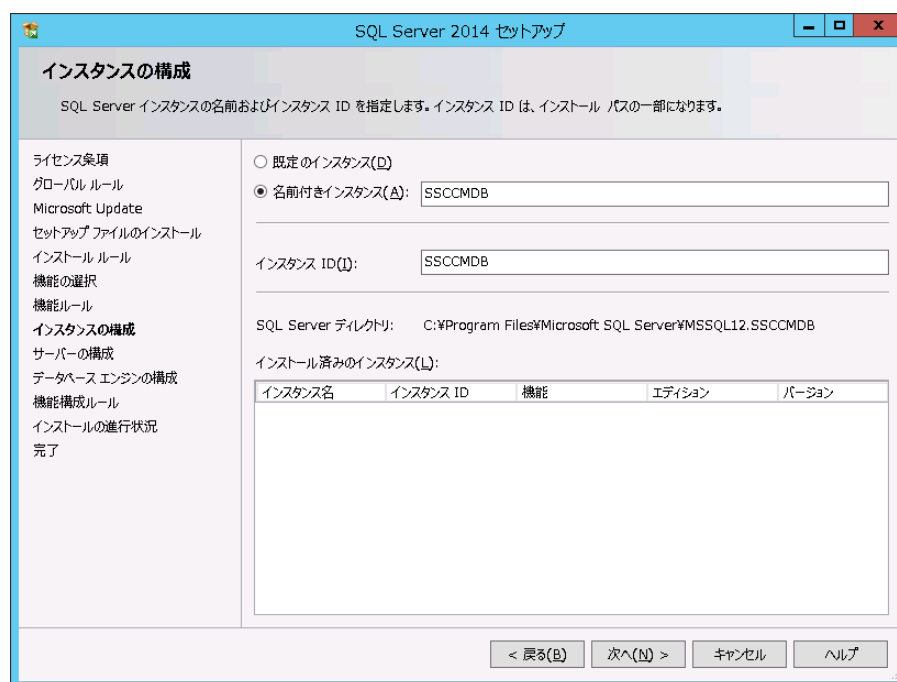 SQL Server 2014 セットアップ
インスタンスの構成
SQL Server インスタンスの名前およびインスタンス ID を指定します。インスタンス ID は、インストール パスの一部になります。
ライセンス条項
グローバル ルール
Microsoft Update
セットアップ ファイルのインストール
インストール ルール
機能の選択
機能ルール
インスタンスの構成
サーバーの構成
データベース エンジンの構成
機能構成ルール
インストールの進行状況
完了
既定のインスタンス(D)
名前付きインスタンス(A): SSCCMDB
インスタンス ID(I): SSCCMDB
SQL Server ディレクトリ: C:¥Program Files¥Microsoft SQL Server¥MSSQL12.SSCCMDB
インストール済みのインスタンス(L):
インスタンス名 インスタンス ID 機能 エディション バージョン
< 戻る(B) 次へ(N) > キャンセル ヘルプ